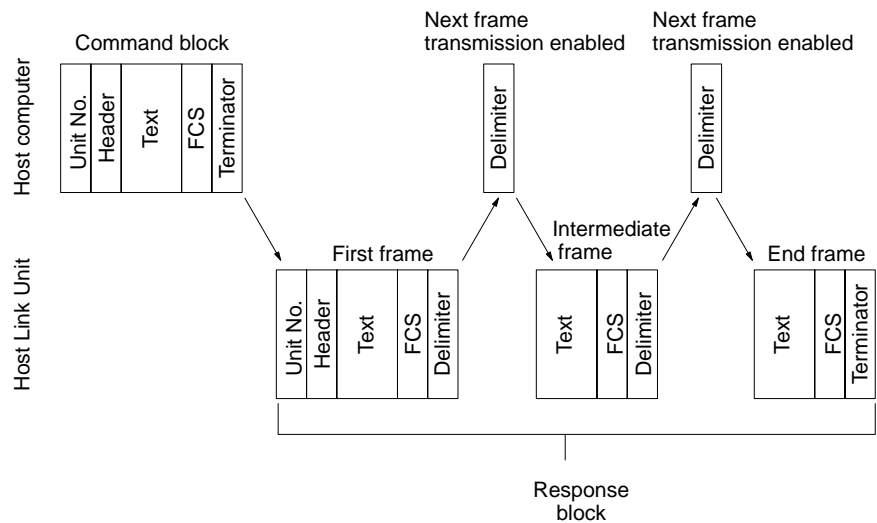 Next frame
transmission enabled
Next frame
transmission enabled
Command block
Host computer
Unit No.
Header
Text
FCS
Terminator
Delimiter
Delimiter
Host Link Unit
First frame
Unit No.
Header
Text
FCS
Delimiter
Intermediate
frame
Text
FCS
Delimiter
End frame
Text
FCS
Terminator
Response
block